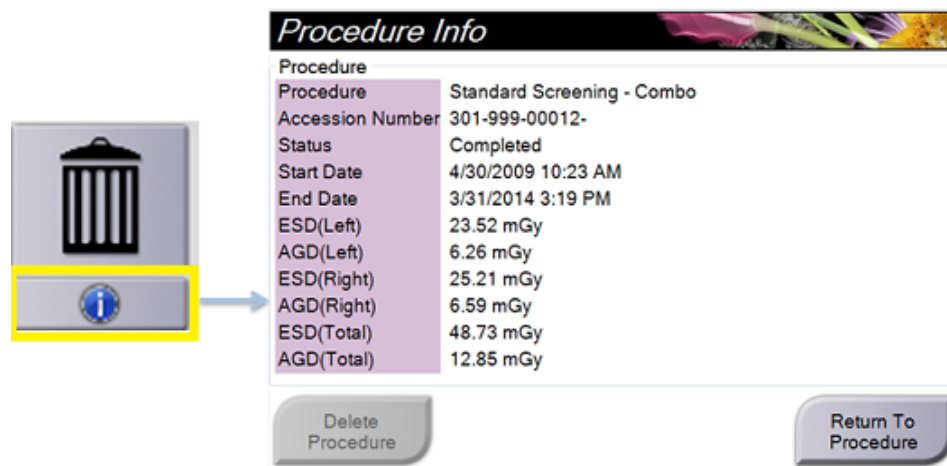 Procedure Info
Procedure
Procedure Standard Screening - Combo
Accession Number 301-999-00012-
Status Completed
Start Date 4/30/2009 10:23 AM
End Date 3/31/2014 3:19 PM
ESD(Left) 23.52 mGy
AGD(Left) 6.26 mGy
ESD(Right) 25.21 mGy
AGD(Right) 6.59 mGy
ESD(Total) 48.73 mGy
AGD(Total) 12.85 mGy
i
Delete
Procedure
Return To
Procedure